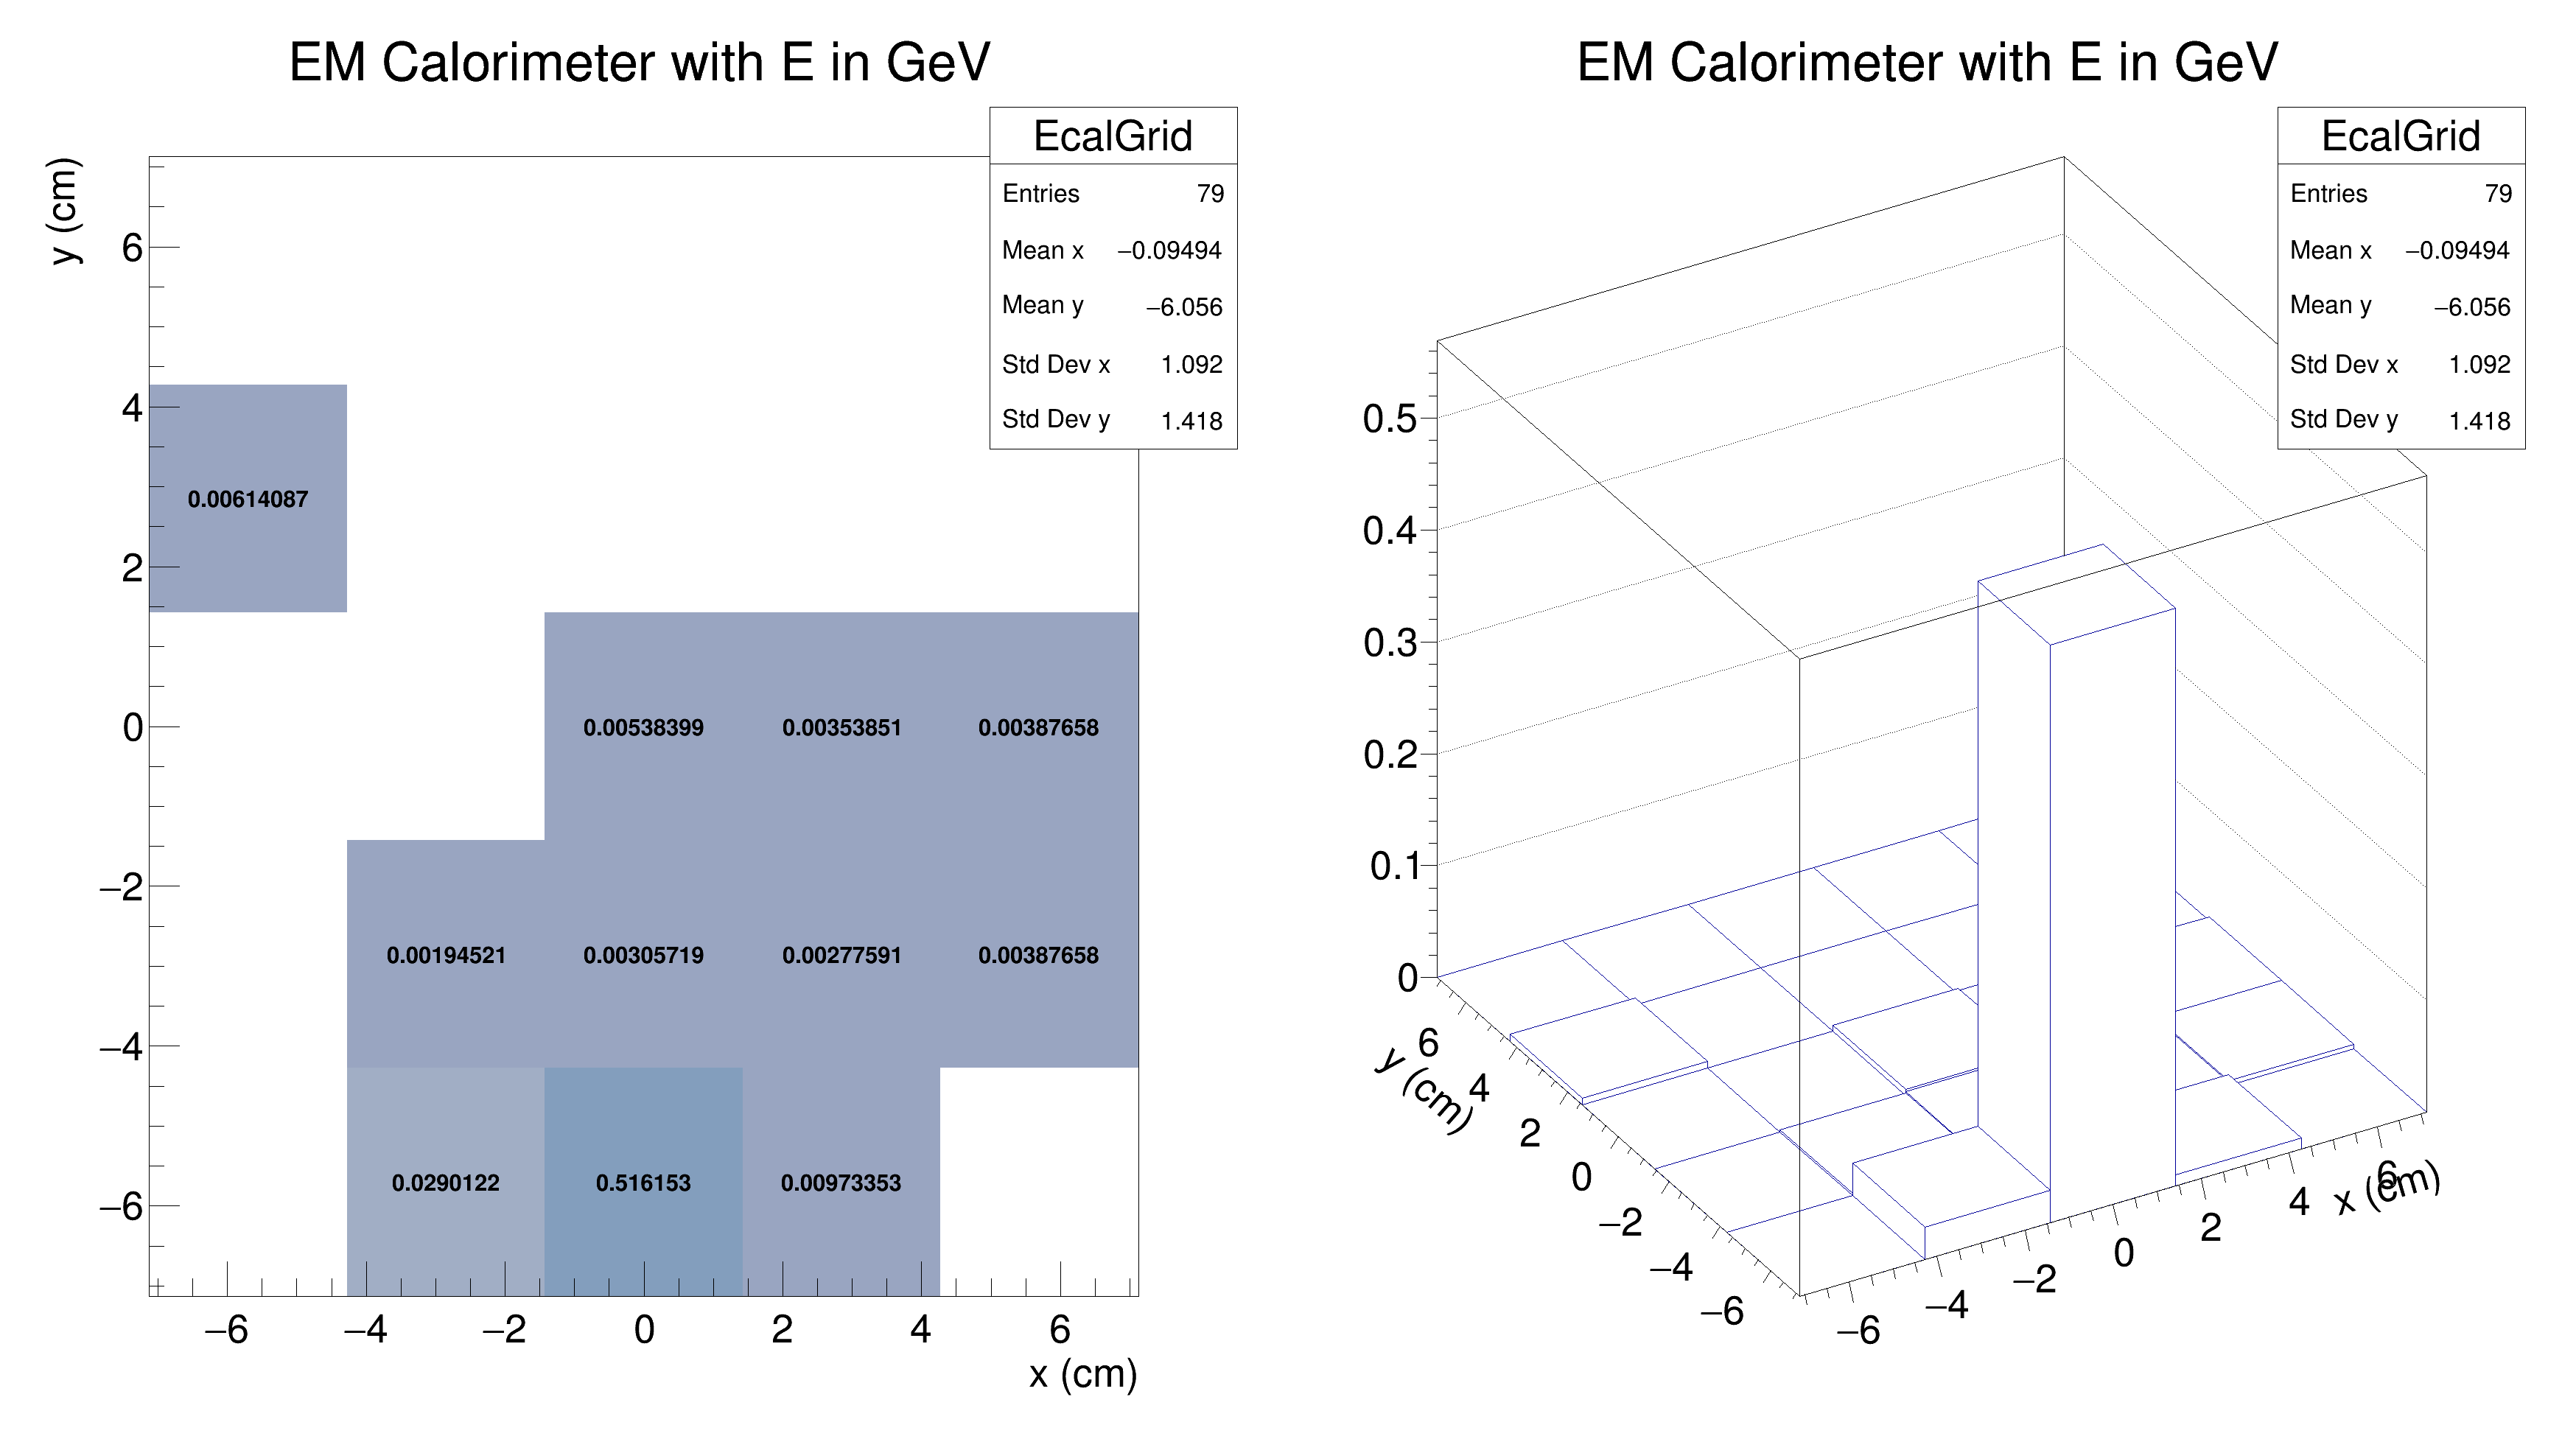 EM Calorimeter with E in GeV
EcalGrid
Entries 79
Mean x −0.09494
Mean y −6.056
Std Dev x 1.092
Std Dev y 1.418
y (cm)
6
4
2
0
−2
−4
−6
0.00614087
0.00538399 0.00353851 0.00387658
0.00194521 0.00305719 0.00277591 0.00387658
0.0290122 0.516153 0.00973353
−6 −4 −2 0 2 4 6
x (cm)
EM Calorimeter with E in GeV
EcalGrid
Entries 79
Mean x −0.09494
Mean y −6.056
Std Dev x 1.092
Std Dev y 1.418
0.5
0.4
0.3
0.2
0.1
0
6
4
2
0
−2
−4
−6
y (cm)
−6
−4
−2
0
2
4
6
x (cm)